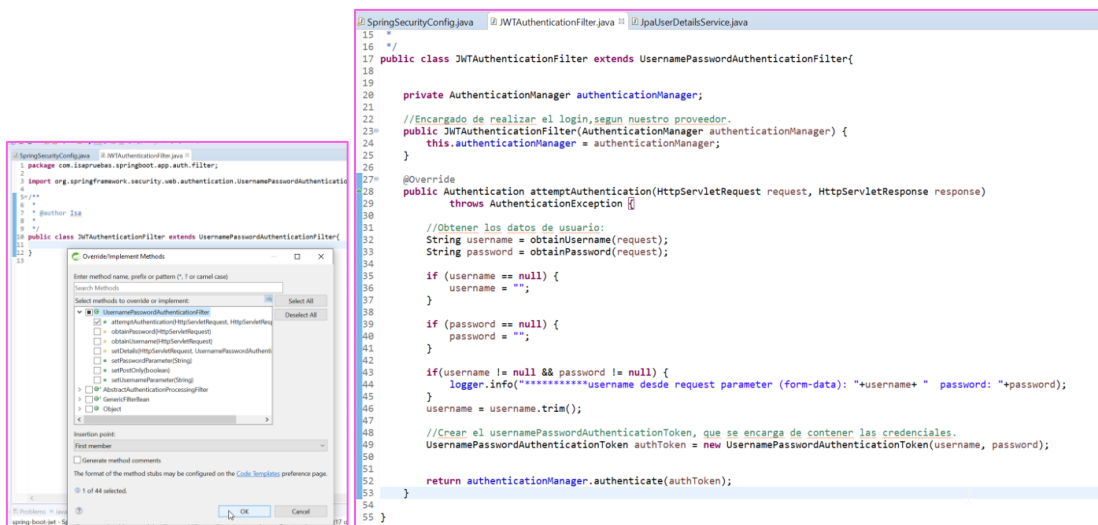 SpringSecurityConfig.java JWTAuthenticationFilter.java
1 package com.isapruebas.springboot.app.auth.filter;
2
3 import org.springframework.security.web.authentication.UsernamePasswordAuthentication
4
5 /**
6 *
7 * @author Isa
8 *
9 */
10 public class JWTAuthenticationFilter extends UsernamePasswordAuthenticationFilter{
11
12 }
13
Override/Implement Methods
Enter method name, prefix or pattern (*, ? or camel case)
Search Methods
Select methods to override or implement:
Select All
Deselect All
UsernamePasswordAuthenticationFilter
attemptAuthentication(HttpServletRequest, HttpServletResp
obtainPassword(HttpServletRequest)
obtainUsername(HttpServletRequest)
setDetails(HttpServletRequest, UsernamePasswordAuthenti
setPasswordParameter(String)
setPostOnly(boolean)
setUsernameParameter(String)
AbstractAuthenticationProcessingFilter
GenericFilterBean
Object
Insertion point:
First member
Generate method comments
The format of the method stubs may be configured on the Code Templates preference page.
1 of 44 selected.
OK Cancel
Problems Java
spring-boot-jwt - Sp
SpringSecurityConfig.java JWTAuthenticationFilter.java JpaUserDetailsService.java
15 *
16 */
17 public class JWTAuthenticationFilter extends UsernamePasswordAuthenticationFilter{
18
19
20 private AuthenticationManager authenticationManager;
21
22 //Encargado de realizar el login,segun nuestro proveedor.
23 public JWTAuthenticationFilter(AuthenticationManager authenticationManager) {
24 this.authenticationManager = authenticationManager;
25 }
26
27 @Override
28 public Authentication attemptAuthentication(HttpServletRequest request, HttpServletResponse response)
29 throws AuthenticationException {
30
31 //Obtener los datos de usuario:
32 String username = obtainUsername(request);
33 String password = obtainPassword(request);
34
35 if (username == null) {
36 username = "";
37 }
38
39 if (password == null) {
40 password = "";
41 }
42
43 if(username != null && password != null) {
44 logger.info("***********username desde request parameter (form-data): "+username+ " password: "+password);
45 }
46 username = username.trim();
47
48 //Crear el usernamePasswordAuthenticationToken, que se encarga de contener las credenciales.
49 UsernamePasswordAuthenticationToken authToken = new UsernamePasswordAuthenticationToken(username, password);
50
51
52 return authenticationManager.authenticate(authToken);
53 }
54
55 }